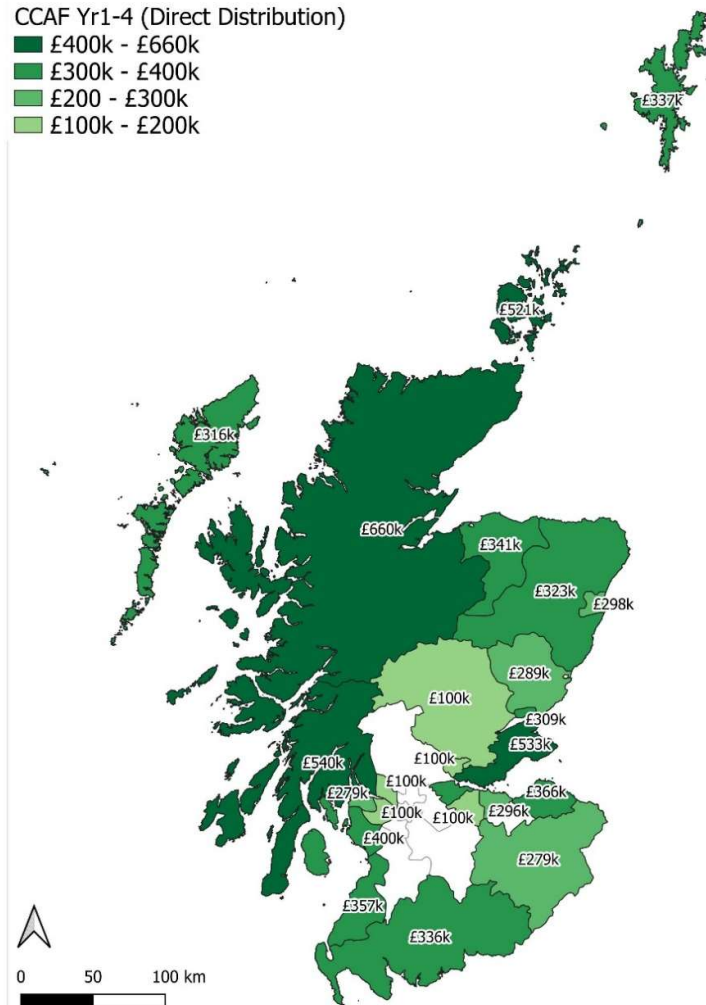 CCAF Yr1-4 (Direct Distribution)
£400k - £660k
£300k - £400k
£200 - £300k
£100k - £200k
£337k
£521k
£316k
£660k
£341k
£323k
£298k
£289k
£100k
£309k
£533k
£100k
£540k
£100k
£279k
£366k
£100k
£100k
£296k
£400k
£279k
£357k
£336k
0 50 100 km